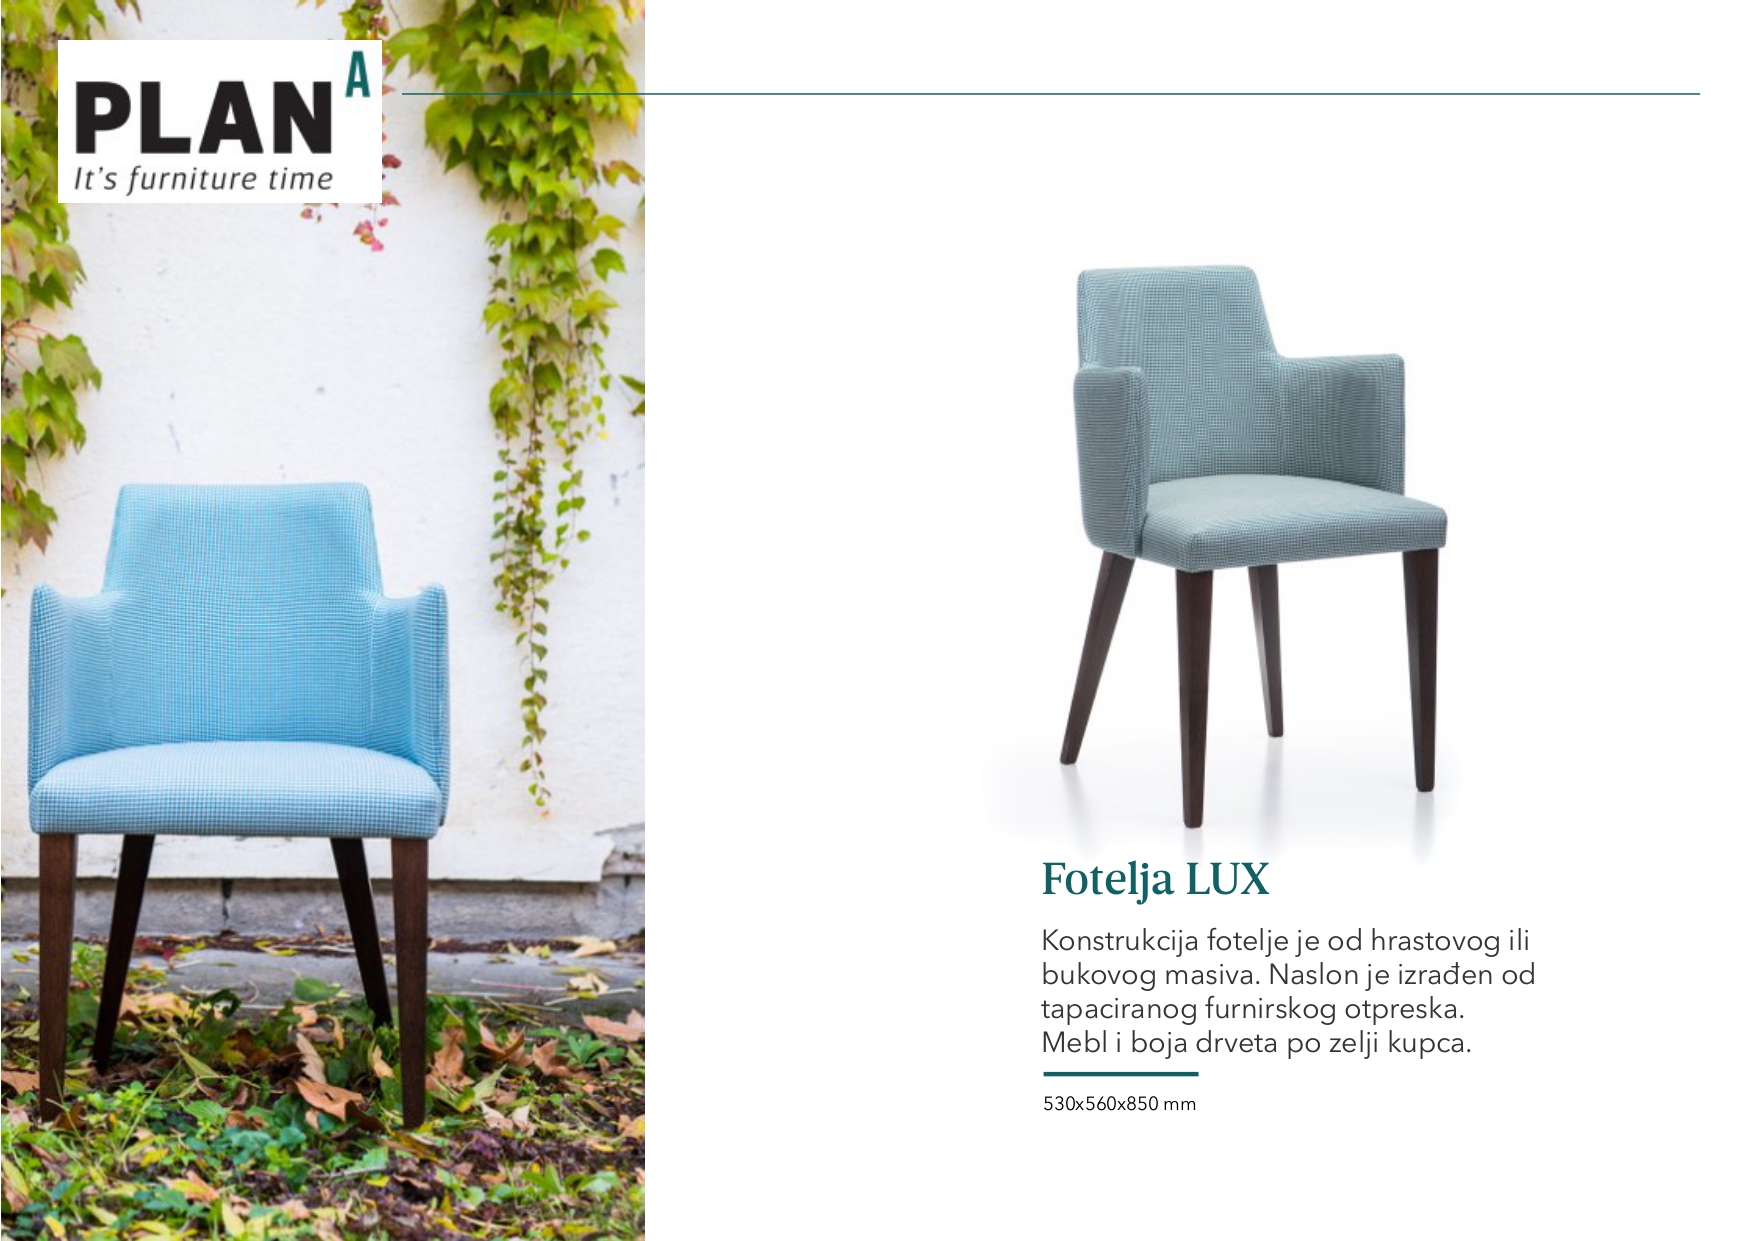 PLAN A
It's furniture time
Fotelja LUX
Konstrukcija fotelje je od hrastovog ili
bukovog masiva. Naslon je izrađen od
tapaciranog furnirskog otpreska.
Mebl i boja drveta po zelji kupca.
530x560x850 mm